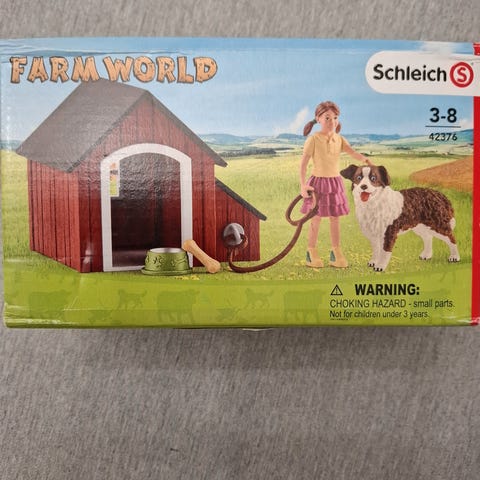 FARM WORLD
Schleich S
3-8
42376
WARNING:
CHOKING HAZARD - small parts.
Not for children under 3 years.